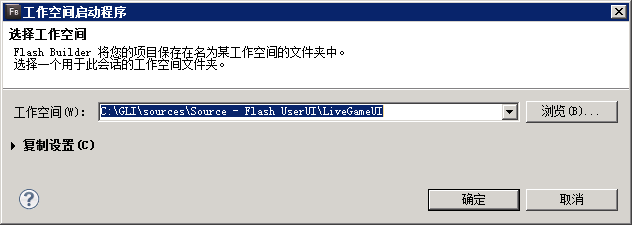 Fb 工作空间启动程序
选择工作空间
Flash Builder 将您的项目保存在名为某工作空间的文件夹中。
选择一个用于此会话的工作空间文件夹。
工作空间(W): C:\GLI\sources\Source - Flash UserUI\LiveGameUI 浏览(B)...
复制设置(C)
? 确定 取消